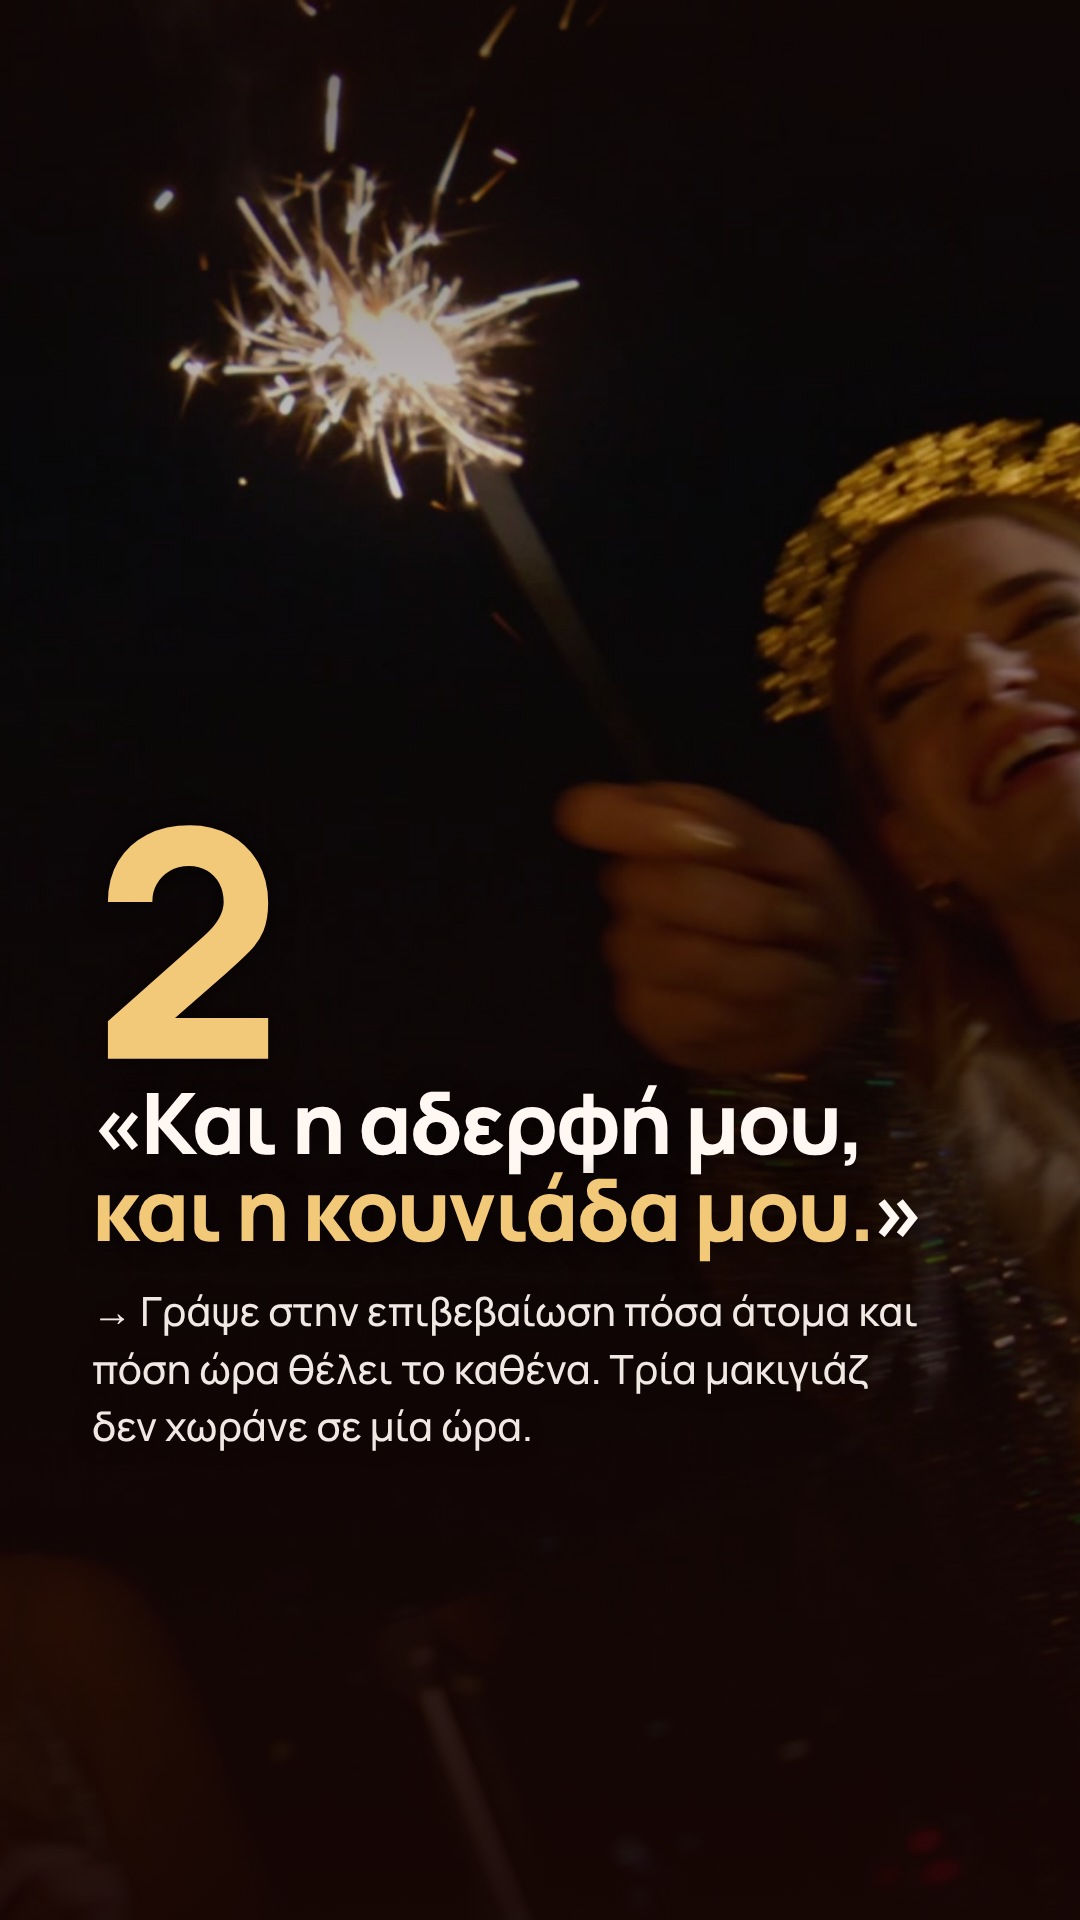 2
«Και η αδερφή μου,
και η κουνιάδα μου.»
→ Γράψε στην επιβεβαίωση πόσα άτομα και
πόση ώρα θέλει το καθένα. Τρία μακιγιάζ
δεν χωράνε σε μία ώρα.